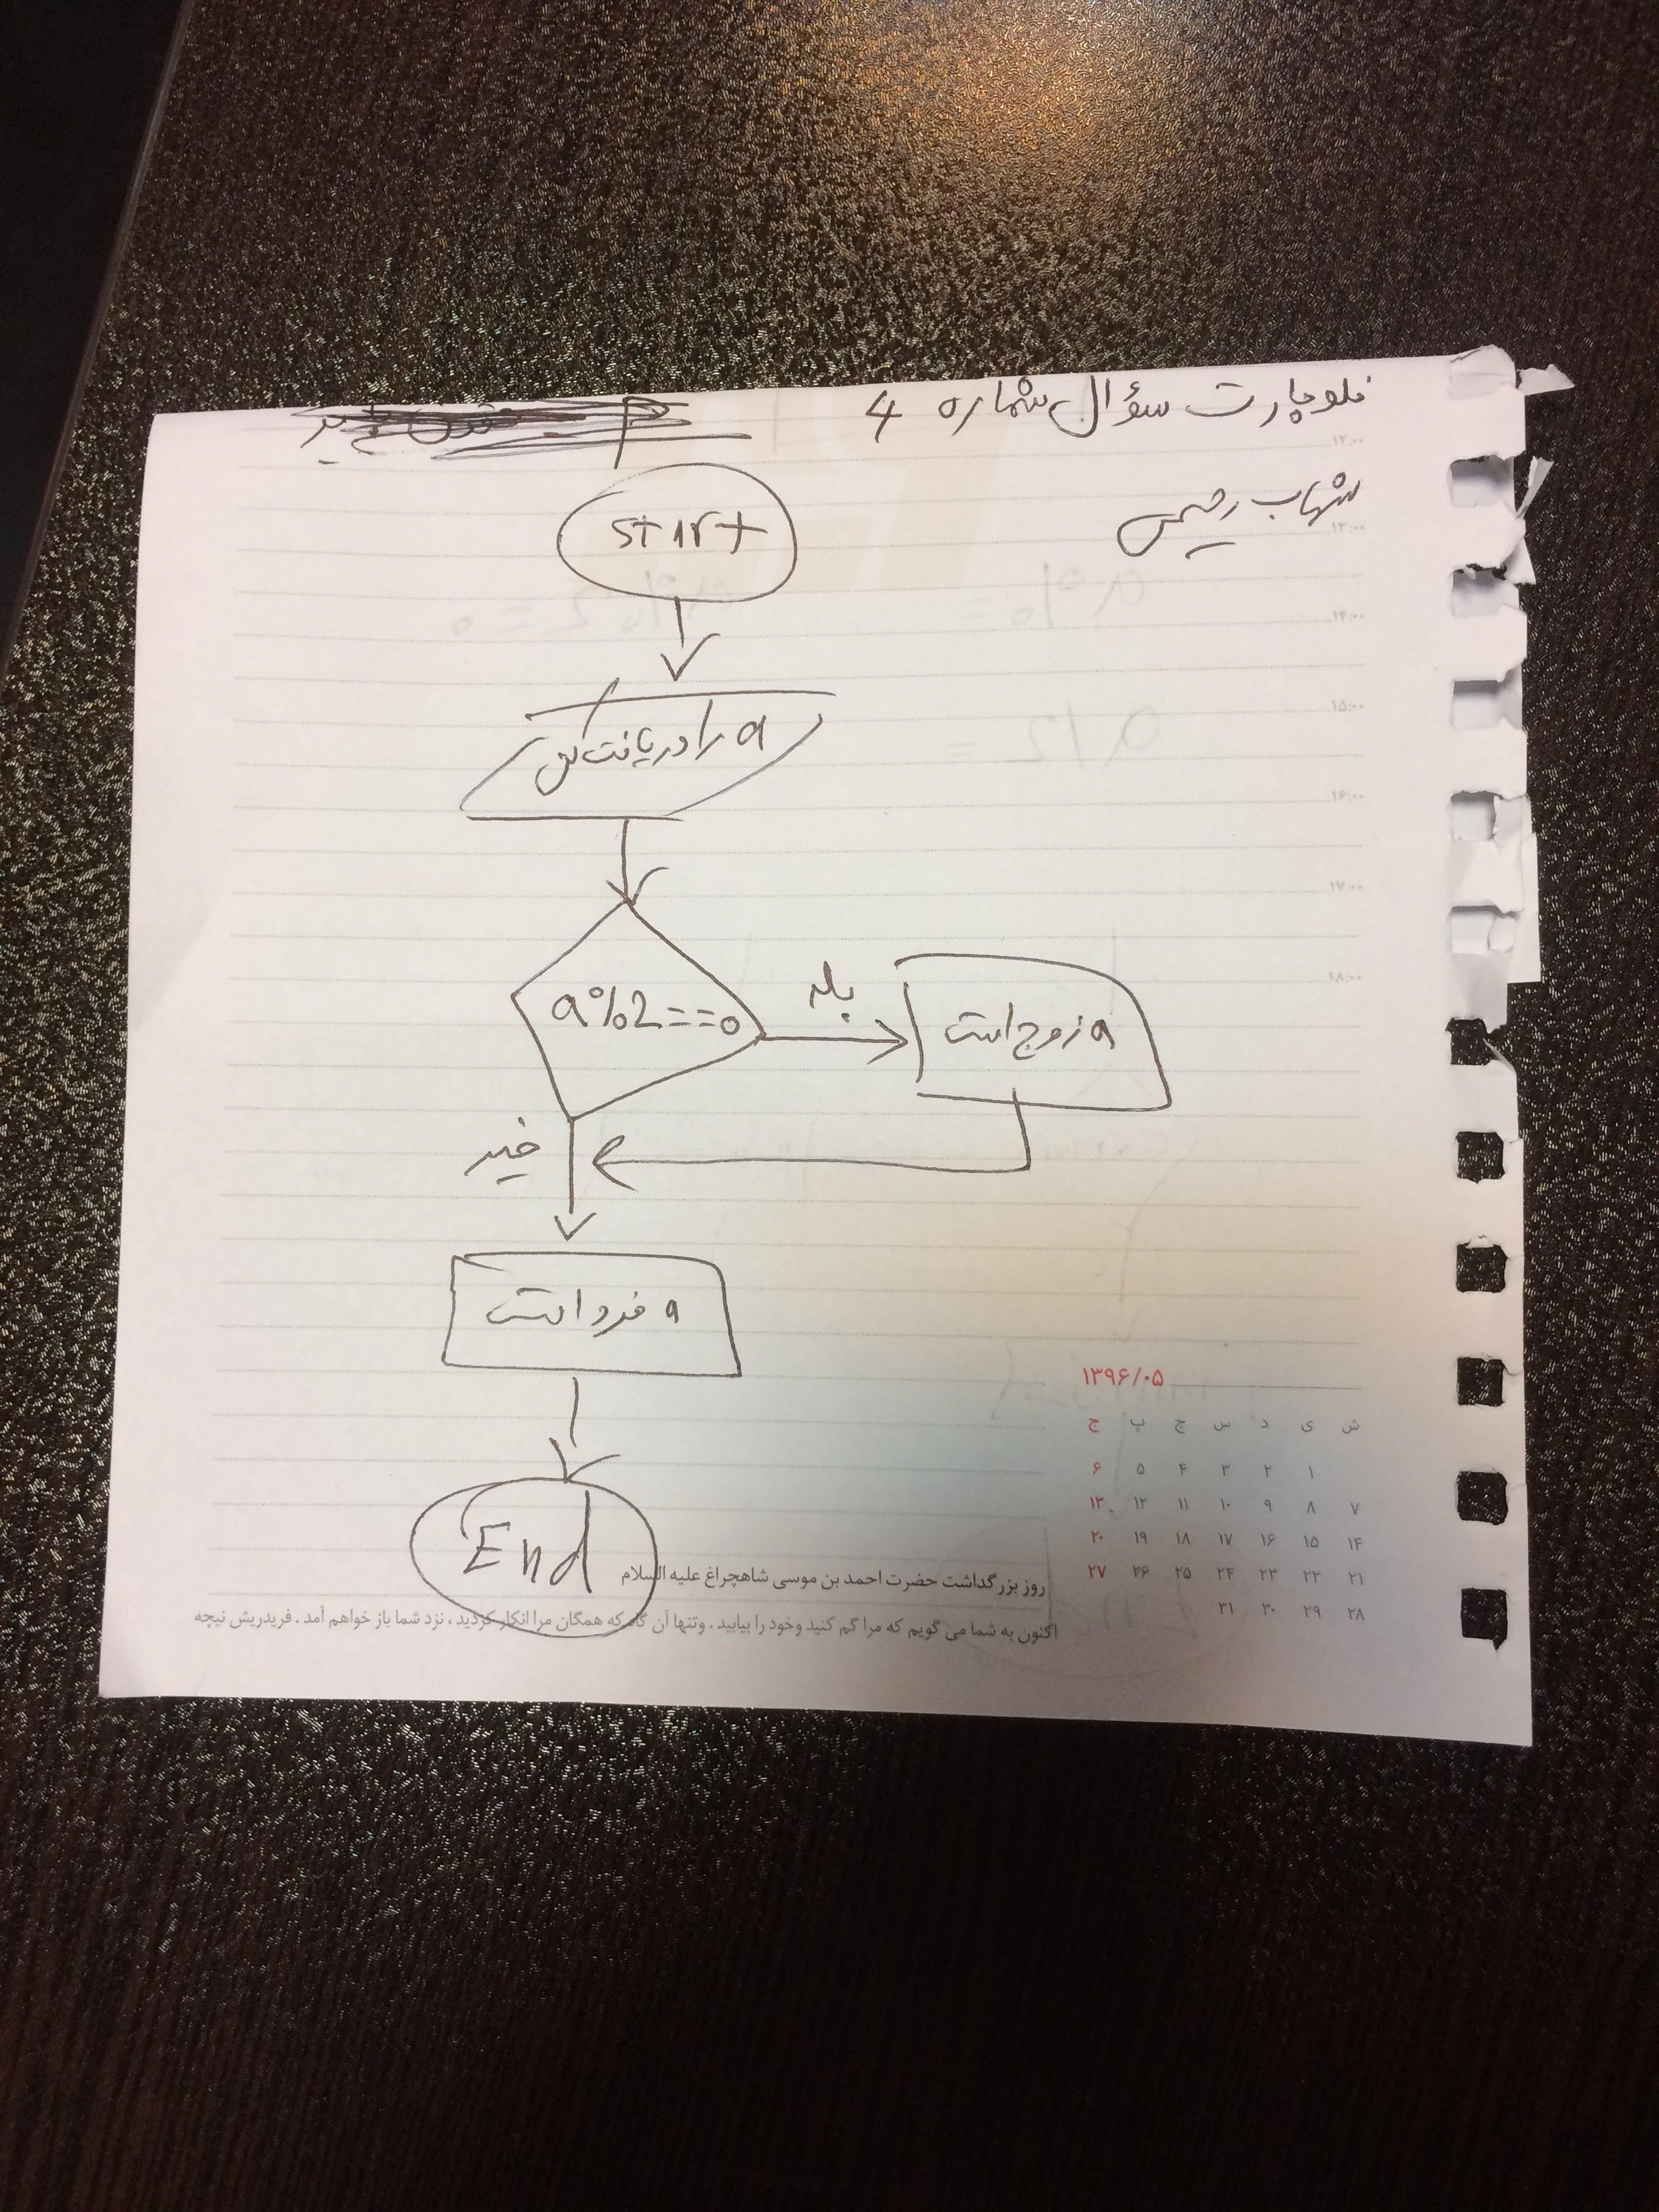 فلوچارت سؤال شماره 4
شهاب رحیمی
start
a را دریافت کن
a%2==0
بله
a زوج است
خیر
a فرد است
End
۱۲:۰۰
۱۳:۰۰
۱۴:۰۰
۱۵:۰۰
۱۶:۰۰
۱۷:۰۰
۱۸:۰۰
۱۳۹۶/۰۵
ش ی د س چ پ ج
۱ ۲ ۳ ۴ ۵ ۶
۷ ۸ ۹ ۱۰ ۱۱ ۱۲ ۱۳
۱۴ ۱۵ ۱۶ ۱۷ ۱۸ ۱۹ ۲۰
۲۱ ۲۲ ۲۳ ۲۴ ۲۵ ۲۶ ۲۷
۲۸ ۲۹ ۳۰ ۳۱
روز بزرگداشت حضرت احمد بن موسی شاهچراغ علیه السلام
اکنون به شما می گویم که مرا گم کنید وخود را بیابید . وتنها آن گاه که همگان مرا انکار کردید ، نزد شما باز خواهم آمد . فریدریش نیچه